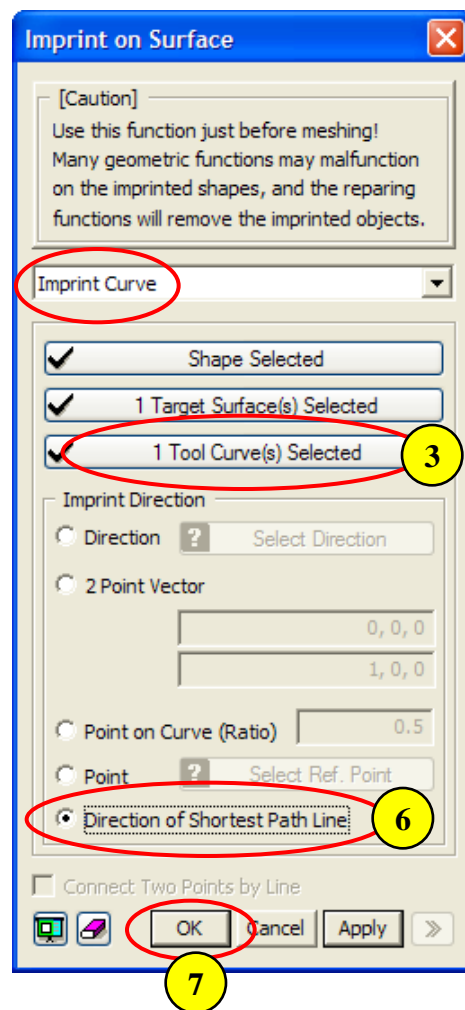 Imprint on Surface
[Caution]
Use this function just before meshing!
Many geometric functions may malfunction
on the imprinted shapes, and the reparing
functions will remove the imprinted objects.
Imprint Curve
Shape Selected
1 Target Surface(s) Selected
1 Tool Curve(s) Selected
3
Imprint Direction
Direction ? Select Direction
2 Point Vector
0, 0, 0
1, 0, 0
Point on Curve (Ratio) 0.5
Point ? Select Ref. Point
Direction of Shortest Path Line 6
Connect Two Points by Line
OK Cancel Apply >>
7